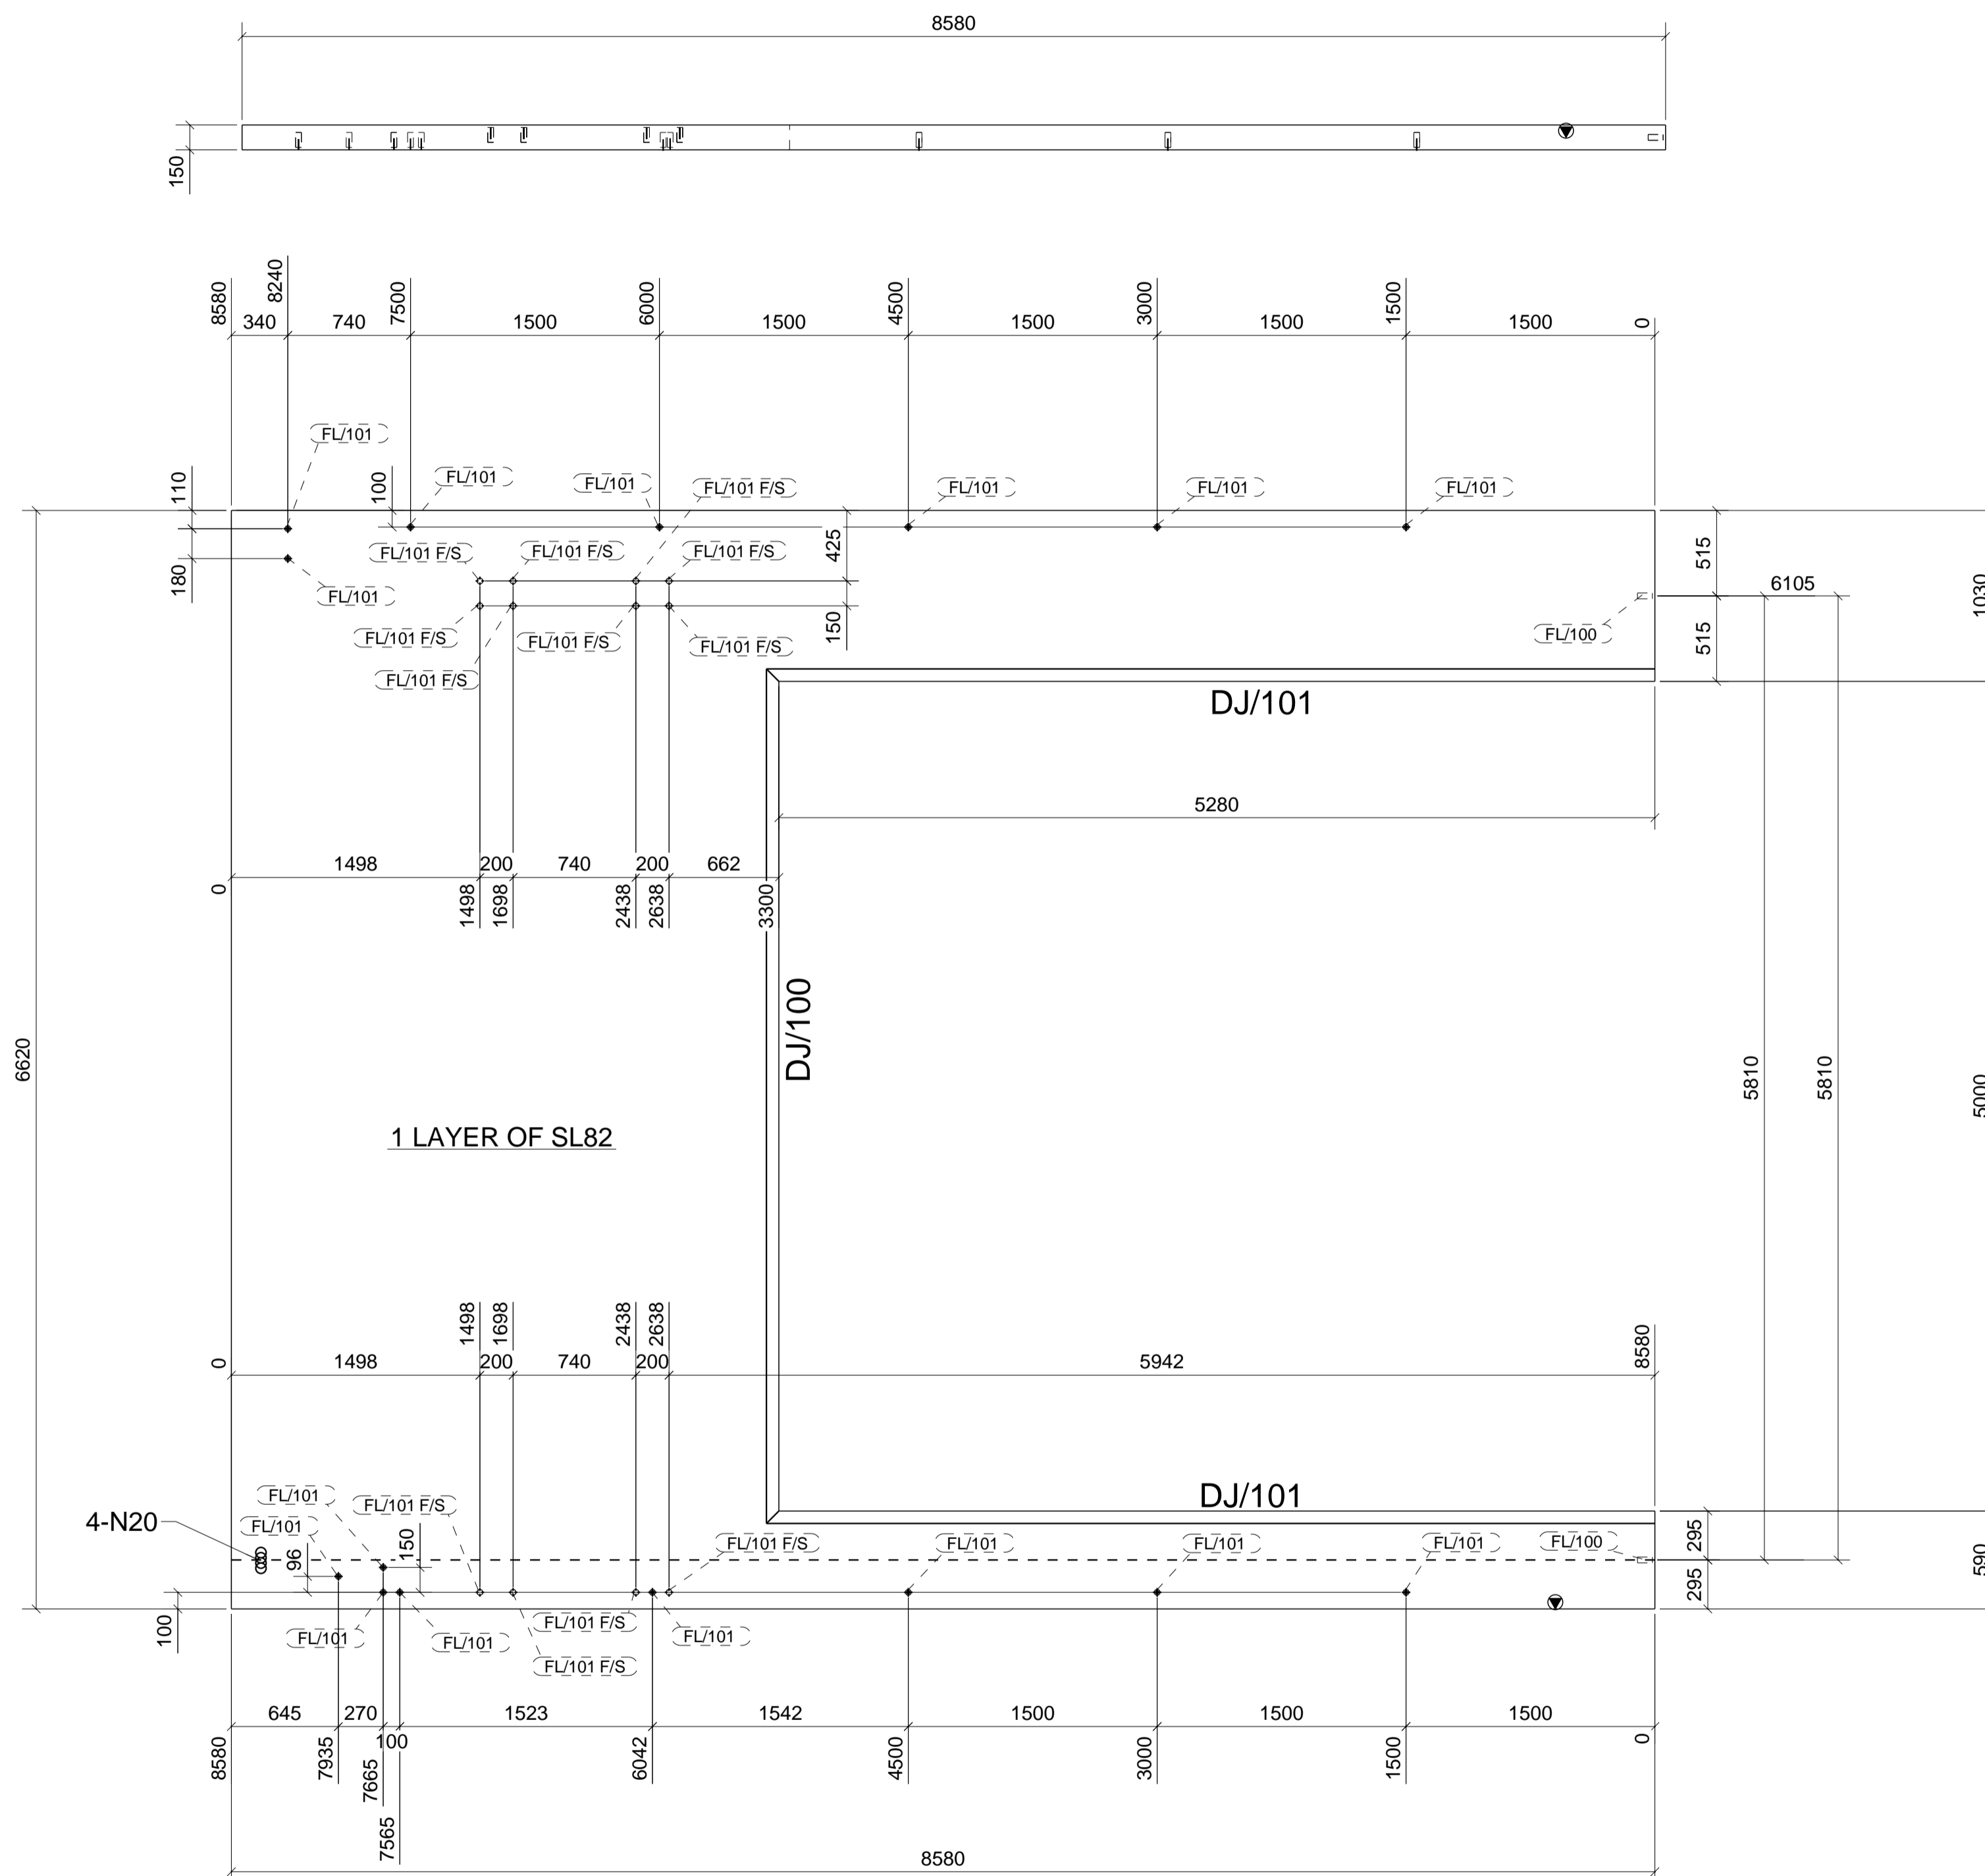 8580
150
8580
8240
7500
6000
4500
3000
1500
0
340
740
1500
1500
1500
1500
1500
FL/101
FL/101
FL/101
FL/101 F/S
FL/101
FL/101
FL/101
110
100
180
425
150
FL/101 F/S
FL/101 F/S
FL/101 F/S
FL/101
FL/101 F/S
FL/101 F/S
FL/101 F/S
FL/101 F/S
515
515
6105
1030
FL/100
DJ/101
5280
1498
200
740
200
662
0
1498
1698
2438
2638
3300
DJ/100
6620
5810
5810
5000
1 LAYER OF SL82
1498
1698
2438
2638
8580
0
1498
200
740
200
5942
DJ/101
4-N20
FL/101
FL/101
FL/101 F/S
96
150
FL/101 F/S
FL/101
FL/101
FL/101
FL/100
295
295
590
100
FL/101
FL/101
FL/101 F/S
FL/101 F/S
FL/101
645
270
100
1523
1542
1500
1500
1500
8580
7935
7665
7565
6042
4500
3000
1500
0
8580